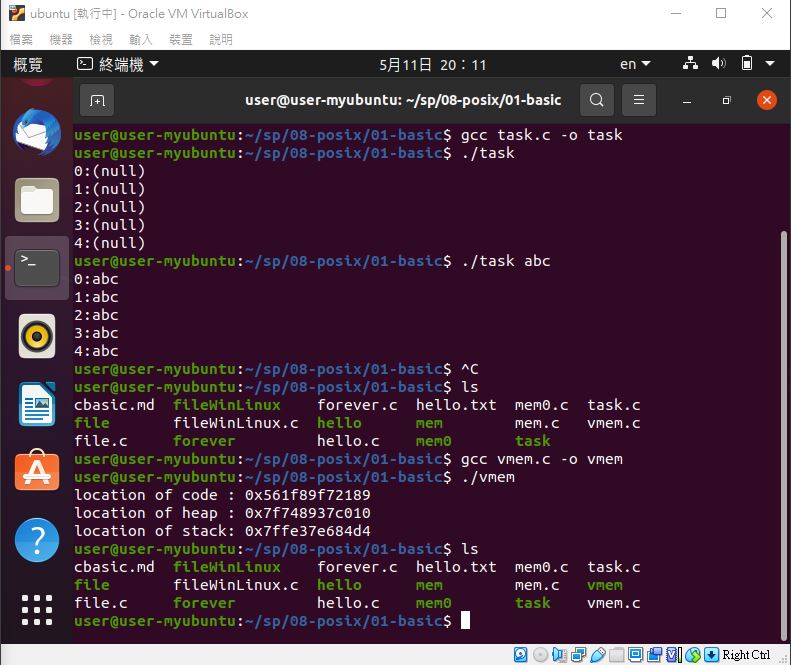 ubuntu [執行中] - Oracle VM VirtualBox
檔案 機器 檢視 輸入 裝置 說明
概覽 終端機 5月11日 20:11 en
user@user-myubuntu: ~/sp/08-posix/01-basic
user@user-myubuntu:~/sp/08-posix/01-basic$ gcc task.c -o task
user@user-myubuntu:~/sp/08-posix/01-basic$ ./task
0:(null)
1:(null)
2:(null)
3:(null)
4:(null)
user@user-myubuntu:~/sp/08-posix/01-basic$ ./task abc
0:abc
1:abc
2:abc
3:abc
4:abc
user@user-myubuntu:~/sp/08-posix/01-basic$ ^C
user@user-myubuntu:~/sp/08-posix/01-basic$ ls
cbasic.md fileWinLinux forever.c hello.txt mem0.c task.c
file fileWinLinux.c hello mem mem.c vmem.c
file.c forever hello.c mem0 task
user@user-myubuntu:~/sp/08-posix/01-basic$ gcc vmem.c -o vmem
user@user-myubuntu:~/sp/08-posix/01-basic$ ./vmem
location of code : 0x561f89f72189
location of heap : 0x7f748937c010
location of stack: 0x7ffe37e684d4
user@user-myubuntu:~/sp/08-posix/01-basic$ ls
cbasic.md fileWinLinux forever.c hello.txt mem0.c task.c
file fileWinLinux.c hello mem mem.c vmem
file.c forever hello.c mem0 task vmem.c
user@user-myubuntu:~/sp/08-posix/01-basic$
Right Ctrl